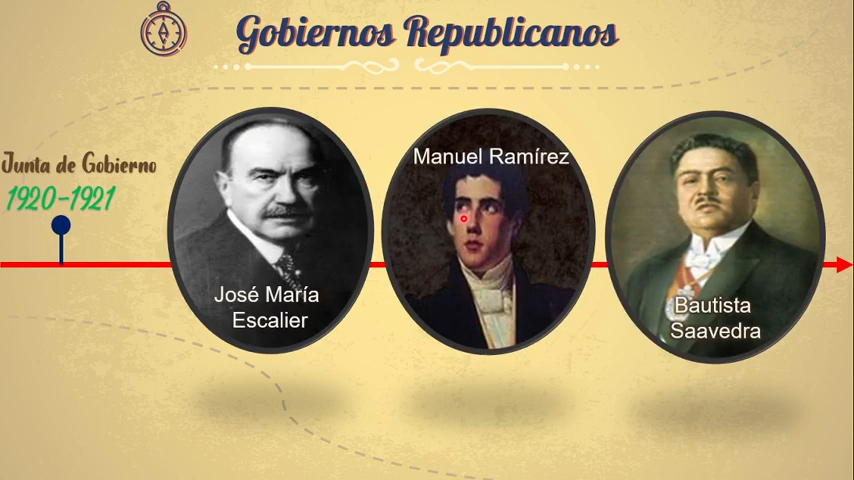 Gobiernos Republicanos
Junta de Gobierno
1920-1921
José María
Escalier
Manuel Ramírez
Bautista
Saavedra